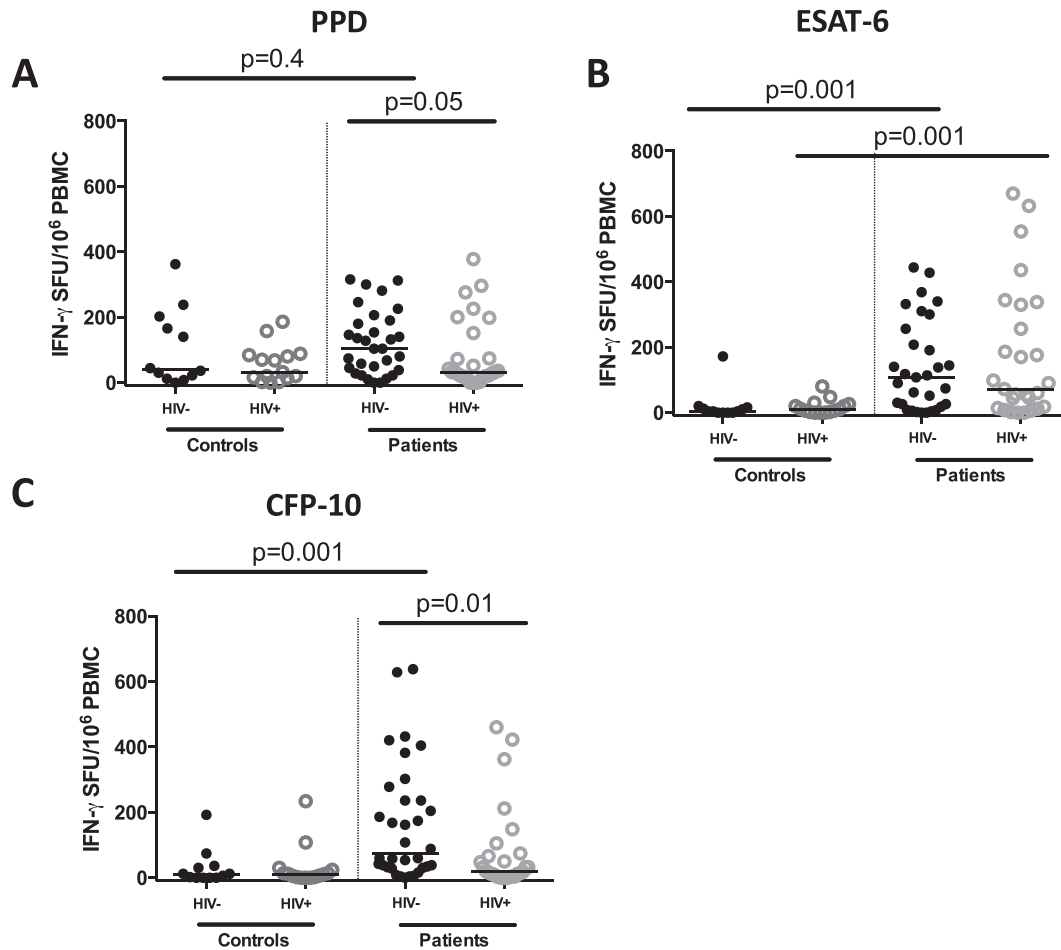 PPD
A
p=0.4
p=0.05
IFN-γ SFU/10⁶ PBMC
800
600
400
200
0
HIV-
HIV+
HIV-
HIV+
Controls
Patients
ESAT-6
B
p=0.001
p=0.001
IFN-γ SFU/10⁶ PBMC
800
600
400
200
0
HIV-
HIV+
HIV-
HIV+
Controls
Patients
C
CFP-10
p=0.001
p=0.01
IFN-γ SFU/10⁶ PBMC
800
600
400
200
0
HIV-
HIV+
HIV-
HIV+
Controls
Patients